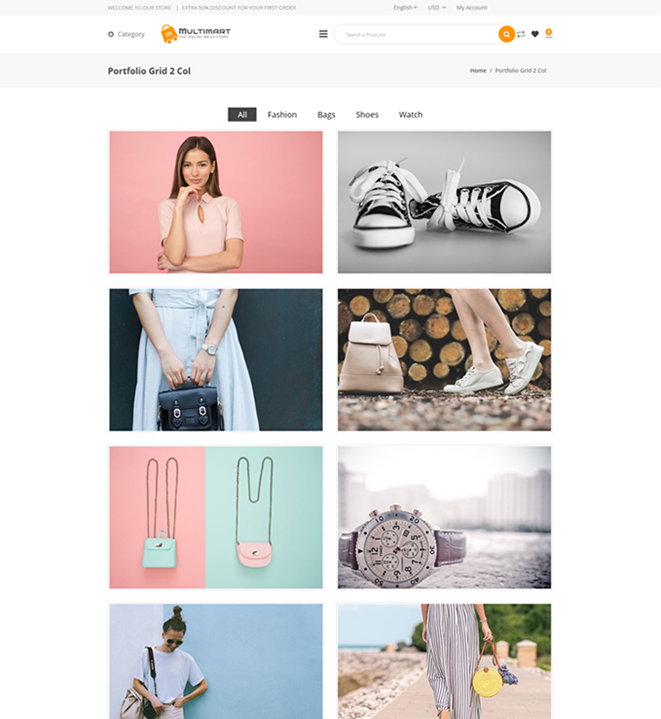 WELCOME TO OUR STORE | EXTRA 50% DISCOUNT FOR YOUR FIRST ORDER
English USD My Account
Category
MULTIMART
THE ONLINE MEGA STORE
Search a Products
0
Portfolio Grid 2 Col
Home / Portfolio Grid 2 Col
All Fashion Bags Shoes Watch